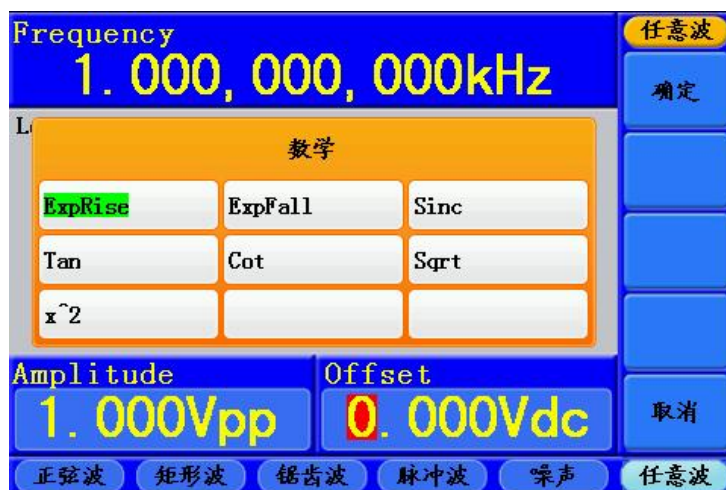 Frequency
任意波
1.000,000,000kHz
确定
数学
ExpRise ExpFall Sinc
Tan Cot Sqrt
x^2
Amplitude Offset
1.000Vpp 0.000Vdc
取消
正弦波 矩形波 锯齿波 脉冲波 噪声 任意波